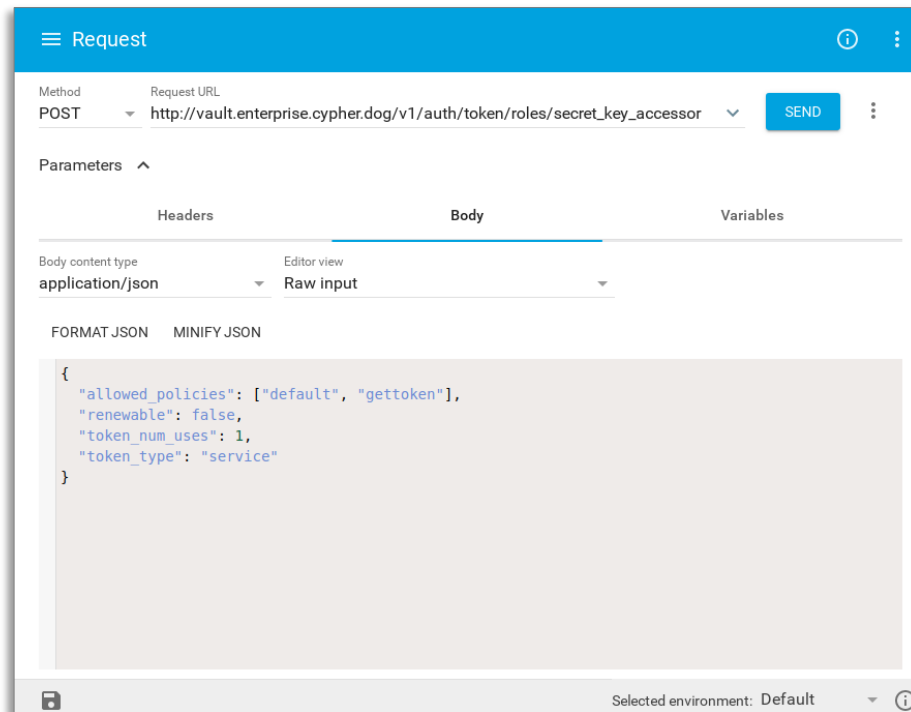 Request
Method
Request URL
POST
http://vault.enterprise.cypher.dog/v1/auth/token/roles/secret_key_accessor
SEND
Parameters
Headers Body Variables
Body content type
Editor view
application/json
Raw input
FORMAT JSON MINIFY JSON
{
"allowed_policies": ["default", "gettoken"],
"renewable": false,
"token_num_uses": 1,
"token_type": "service"
}
Selected environment: Default